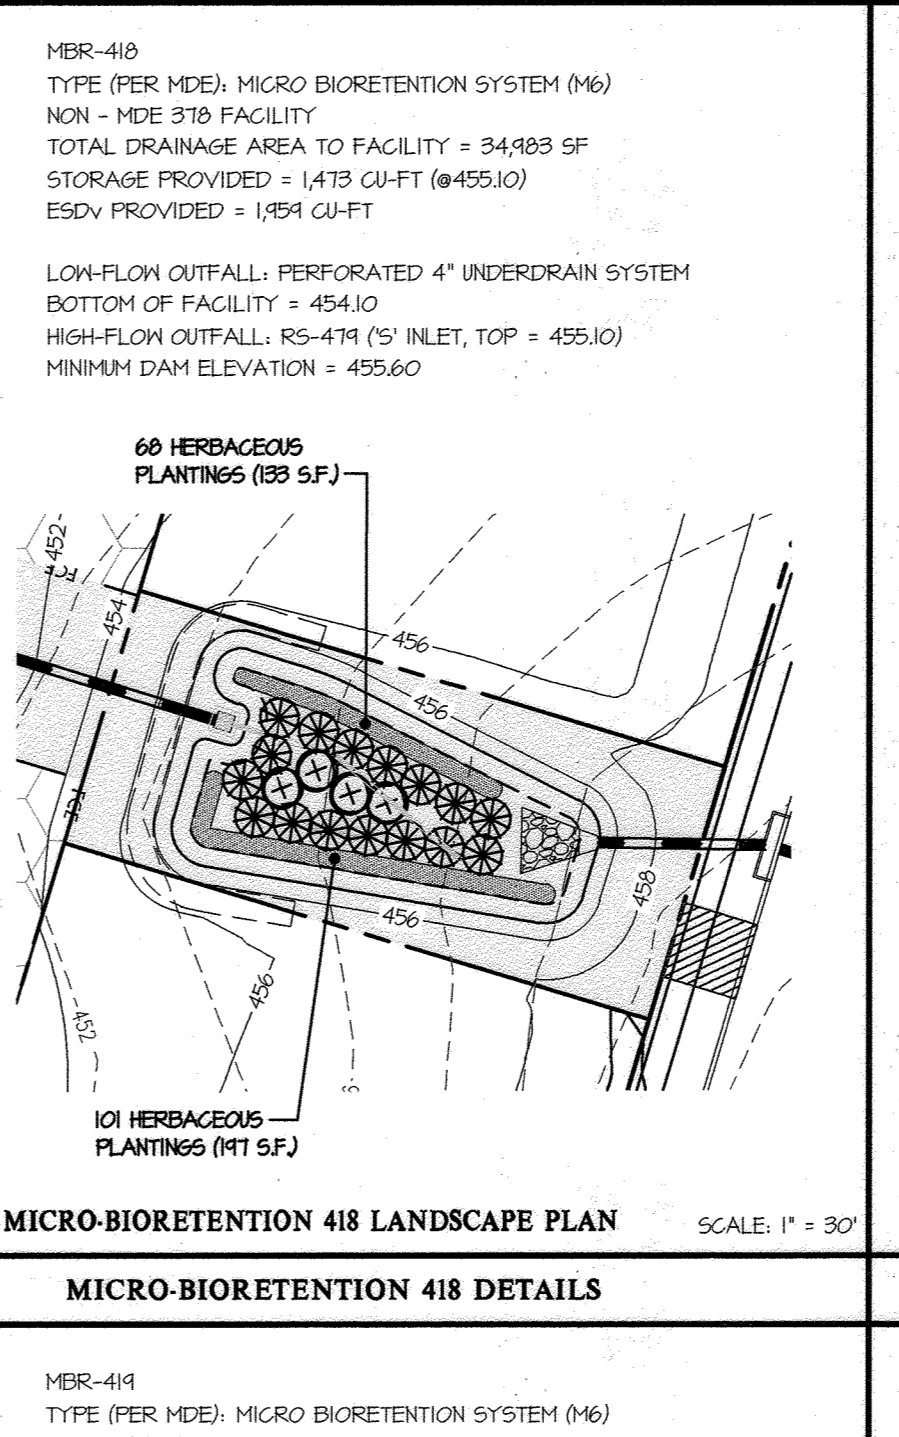 MBR-418
TYPE (PER MDE): MICRO BIORETENTION SYSTEM (M6)
NON - MDE 378 FACILITY
TOTAL DRAINAGE AREA TO FACILITY = 34,983 SF
STORAGE PROVIDED = 1,473 CU-FT (@455.10)
ESDv PROVIDED = 1,959 CU-FT
LOW-FLOW OUTFALL: PERFORATED 4" UNDERDRAIN SYSTEM
BOTTOM OF FACILITY = 454.10
HIGH-FLOW OUTFALL: RS-479 ('S' INLET, TOP = 455.10)
MINIMUM DAM ELEVATION = 455.60
68 HERBACEOUS
PLANTINGS (133 S.F.)
452
454
456
456
458
456
456
452
101 HERBACEOUS
PLANTINGS (197 S.F.)
MICRO-BIORETENTION 418 LANDSCAPE PLAN
SCALE: 1" = 30'
MICRO-BIORETENTION 418 DETAILS
MBR-419
TYPE (PER MDE): MICRO BIORETENTION SYSTEM (M6)